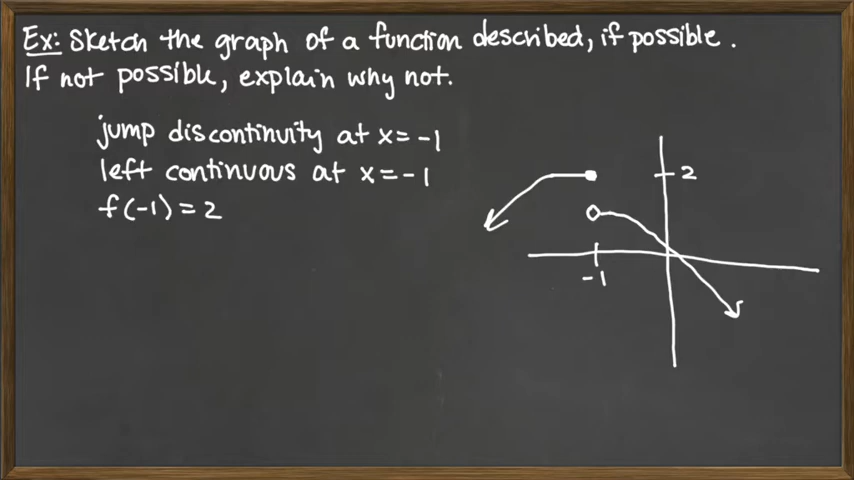 Ex: Sketch the graph of a function described, if possible.
If not possible, explain why not.
jump discontinuity at x = -1
left continuous at x = -1
f(-1) = 2
2
-1